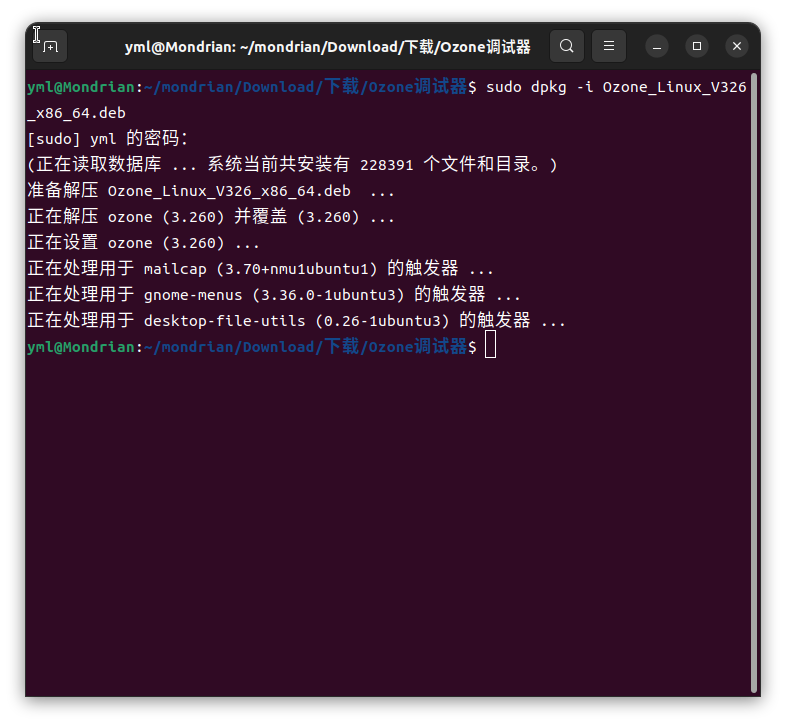 yml@Mondrian: ~/mondrian/Download/下载/Ozone调试器
yml@Mondrian:~/mondrian/Download/下载/Ozone调试器$ sudo dpkg -i Ozone_Linux_V326
_x86_64.deb
[sudo] yml 的密码：
(正在读取数据库 ... 系统当前共安装有 228391 个文件和目录。)
准备解压 Ozone_Linux_V326_x86_64.deb  ...
正在解压 ozone (3.260) 并覆盖 (3.260) ...
正在设置 ozone (3.260) ...
正在处理用于 mailcap (3.70+nmu1ubuntu1) 的触发器 ...
正在处理用于 gnome-menus (3.36.0-1ubuntu3) 的触发器 ...
正在处理用于 desktop-file-utils (0.26-1ubuntu3) 的触发器 ...
yml@Mondrian:~/mondrian/Download/下载/Ozone调试器$